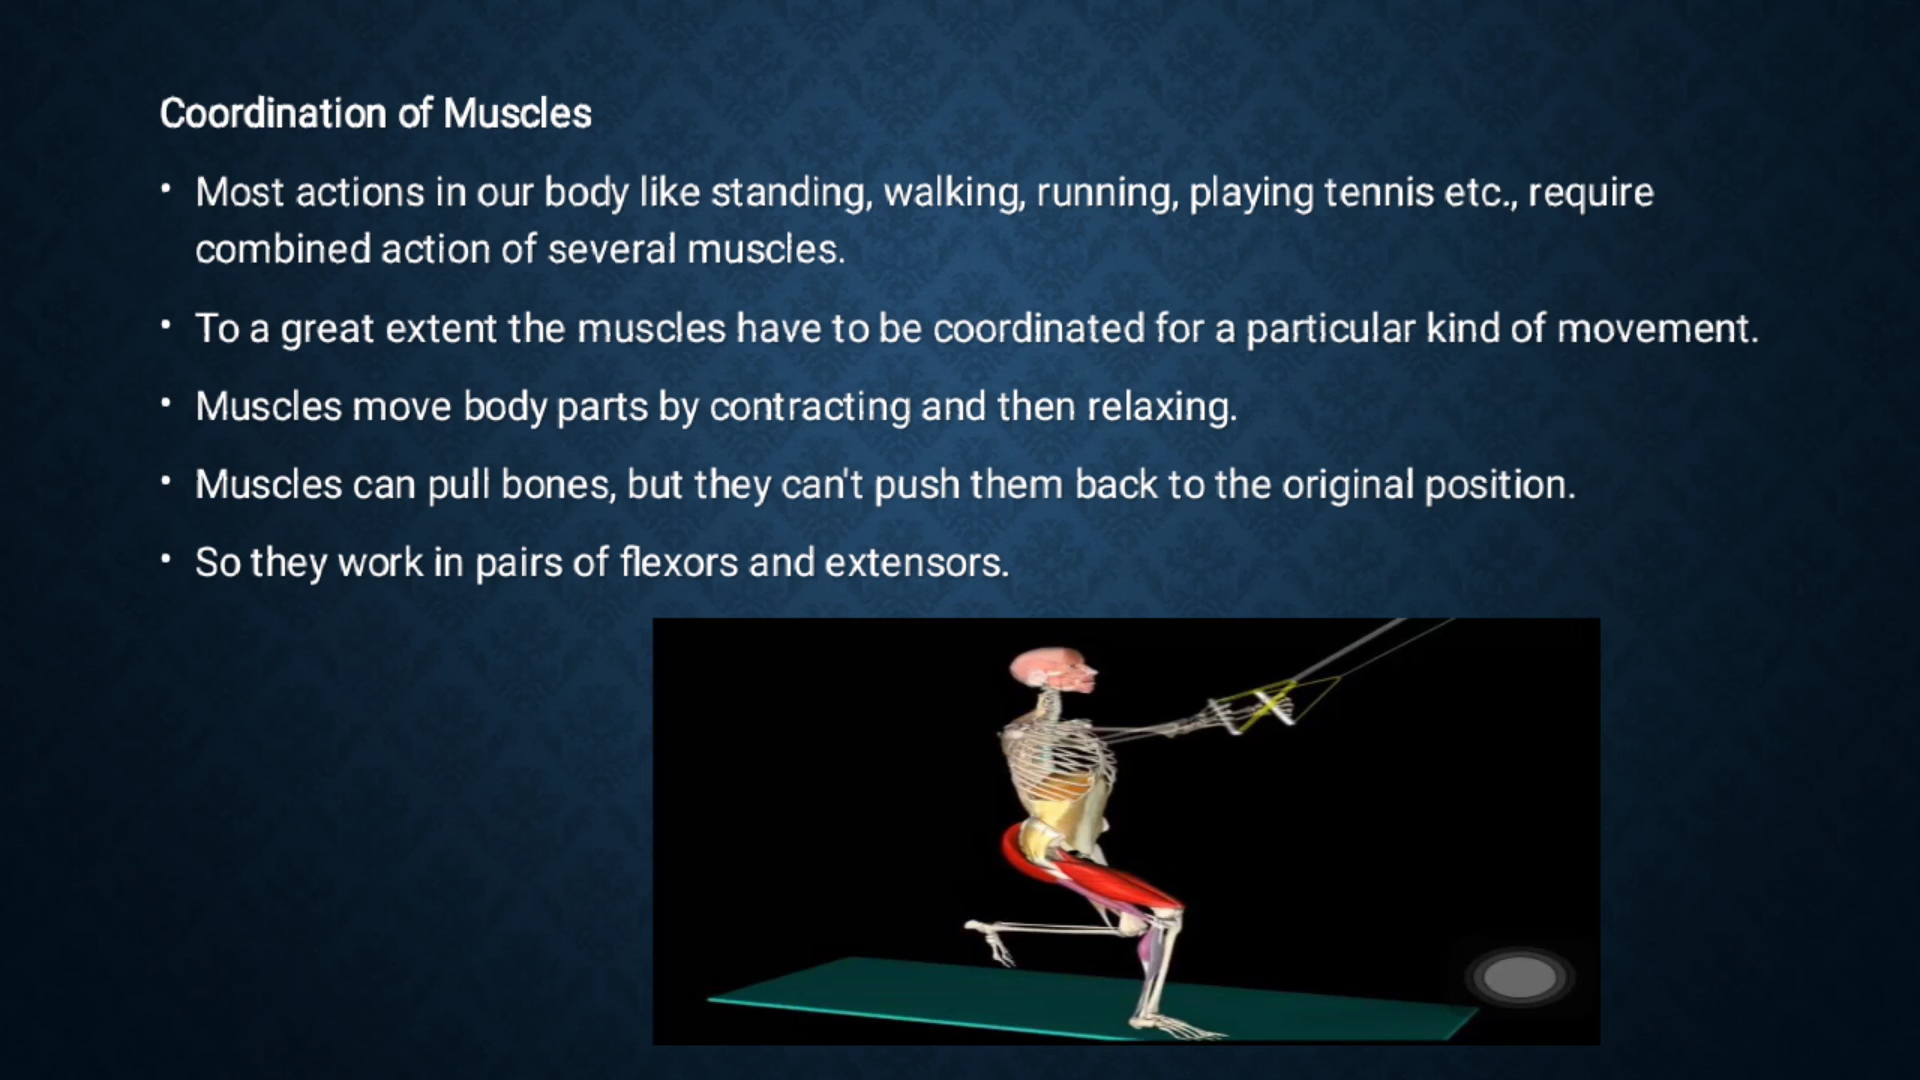 Coordination of Muscles
• Most actions in our body like standing, walking, running, playing tennis etc., require
combined action of several muscles.
• To a great extent the muscles have to be coordinated for a particular kind of movement.
• Muscles move body parts by contracting and then relaxing.
• Muscles can pull bones, but they can't push them back to the original position.
• So they work in pairs of flexors and extensors.